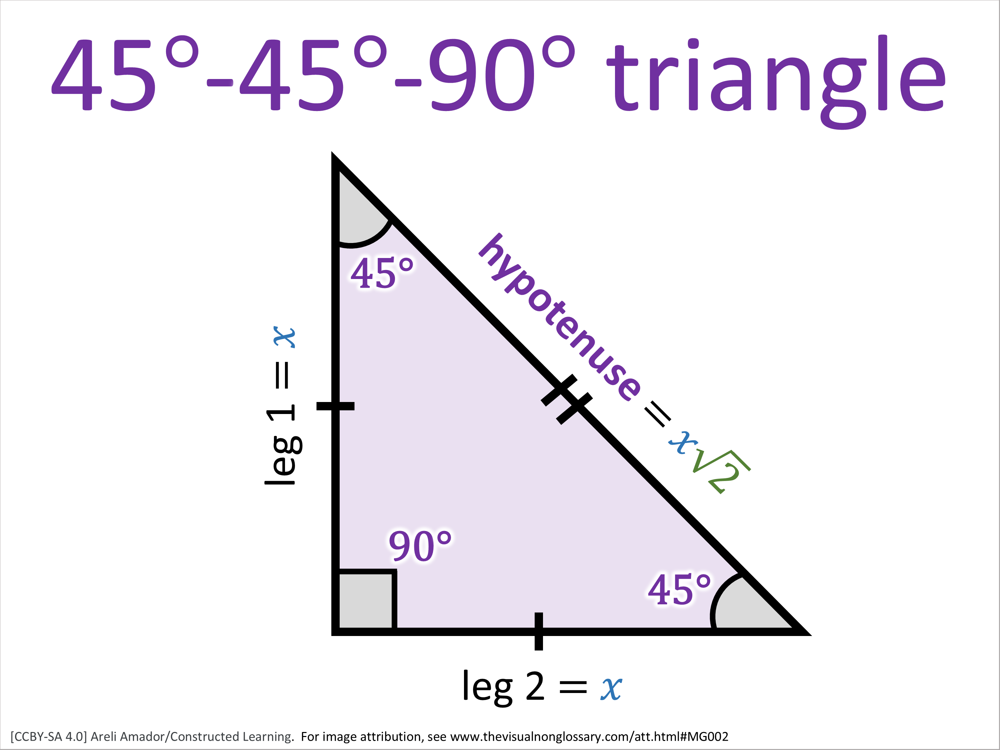 45°-45°-90° triangle
45°
hypotenuse = x√2
leg 1 = x
90°
45°
leg 2 = x
[CCBY-SA 4.0] Areli Amador/Constructed Learning.  For image attribution, see www.thevisualnonglossary.com/att.html#MG002